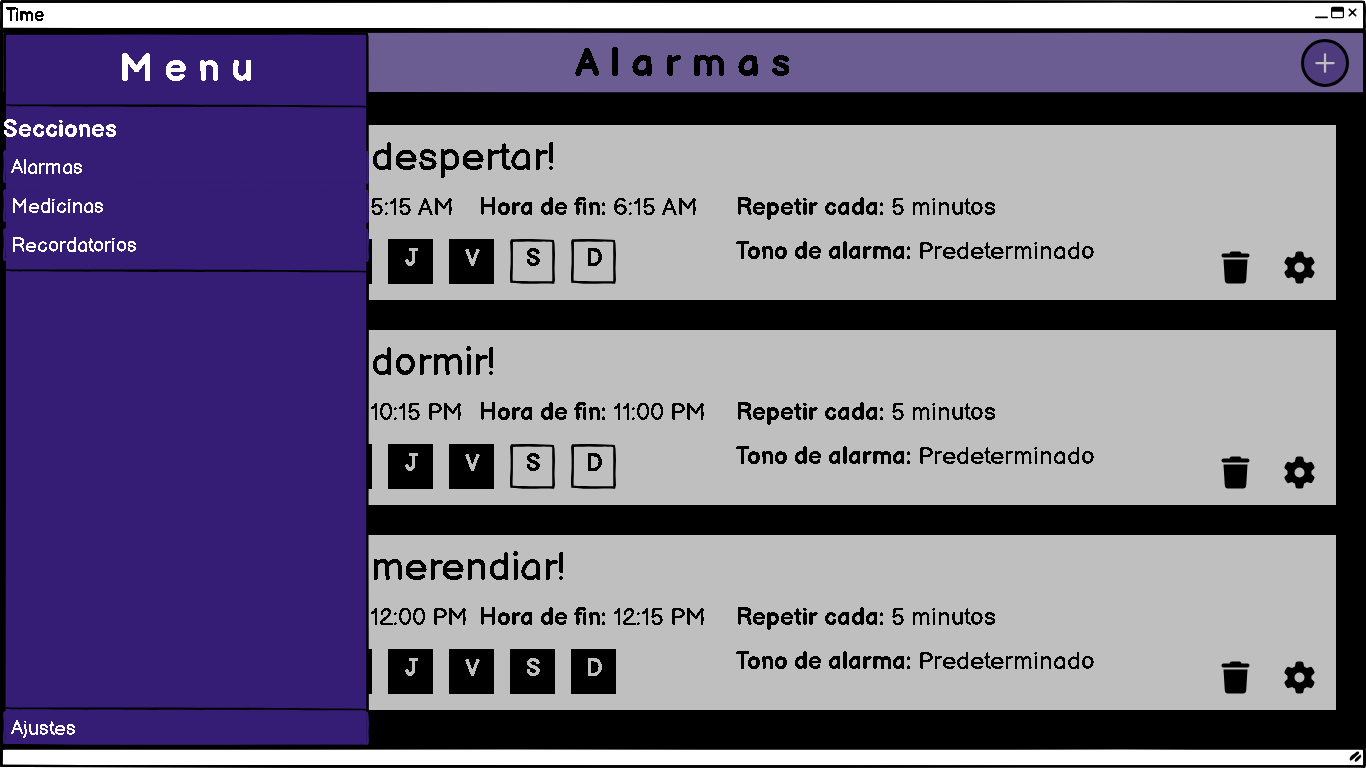 Time
Menu
Alarmas
Secciones
Alarmas
Medicinas
Recordatorios
Ajustes
despertar!
5:15 AM Hora de fin: 6:15 AM Repetir cada: 5 minutos
J V S D Tono de alarma: Predeterminado
dormir!
10:15 PM Hora de fin: 11:00 PM Repetir cada: 5 minutos
J V S D Tono de alarma: Predeterminado
merendiar!
12:00 PM Hora de fin: 12:15 PM Repetir cada: 5 minutos
J V S D Tono de alarma: Predeterminado